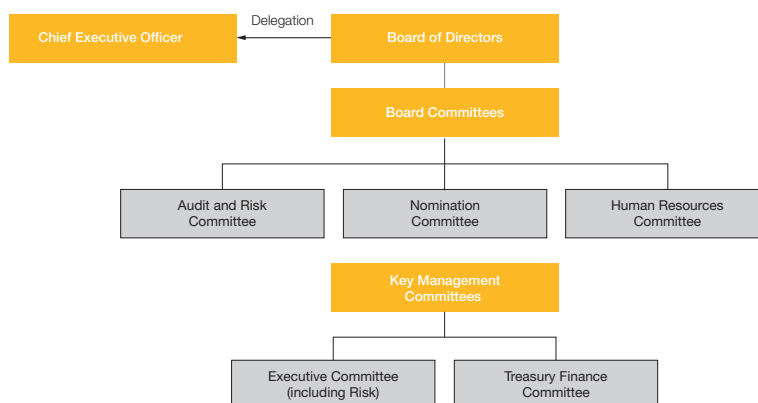 Delegation
Chief Executive Officer
Board of Directors
Board Committees
Audit and Risk
Committee
Nomination
Committee
Human Resources
Committee
Key Management
Committees
Executive Committee
(including Risk)
Treasury Finance
Committee